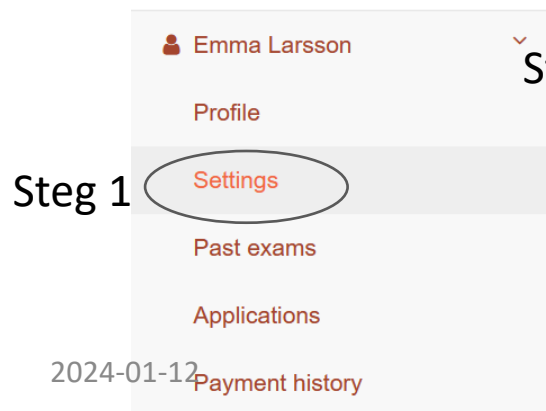 Emma Larsson
Profile
Steg 1
Settings
Past exams
Applications
2024-01-12
Payment history